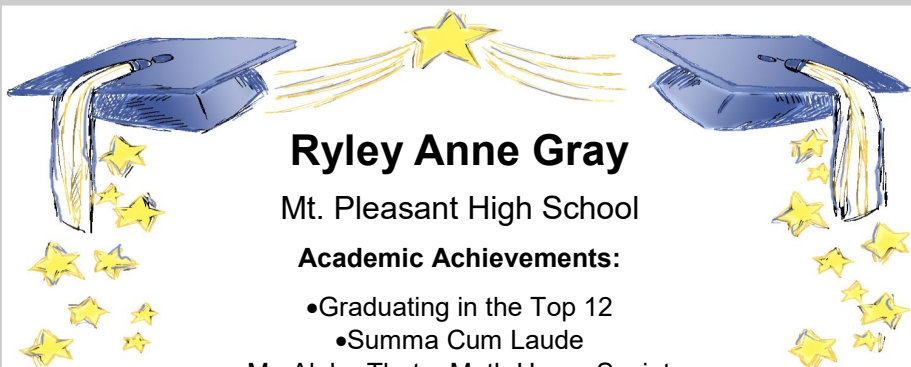 Ryley Anne Gray
Mt. Pleasant High School
Academic Achievements:
•Graduating in the Top 12
•Summa Cum Laude